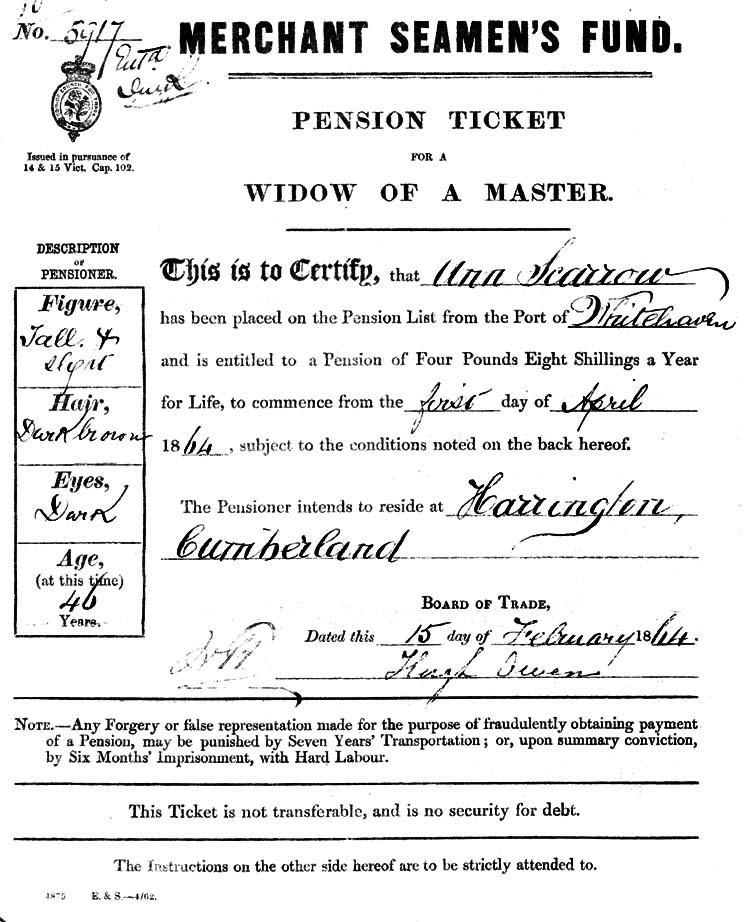 No. 5917
MERCHANT SEAMEN'S FUND.
Issued in pursuance of
14 & 15 Vict. Cap. 102.
PENSION TICKET
FOR A
WIDOW OF A MASTER.
DESCRIPTION
OF
PENSIONER.
Figure,
Tall. &
slight
Hair,
Dark brown
Eyes,
Dark
Age,
(at this time)
46
Years.
This is to Certify, that Ann Scarrow
has been placed on the Pension List from the Port of Whitehaven
and is entitled to a Pension of Four Pounds Eight Shillings a Year
for Life, to commence from the first day of April
1864, subject to the conditions noted on the back hereof.
The Pensioner intends to reside at Harrington,
Cumberland
BOARD OF TRADE,
Dated this 15 day of February 1864.
Hugh Owen
NOTE.—Any Forgery or false representation made for the purpose of fraudulently obtaining payment
of a Pension, may be punished by Seven Years' Transportation; or, upon summary conviction,
by Six Months' Imprisonment, with Hard Labour.
This Ticket is not transferable, and is no security for debt.
The Instructions on the other side hereof are to be strictly attended to.
4875 E. & S.—4/62.